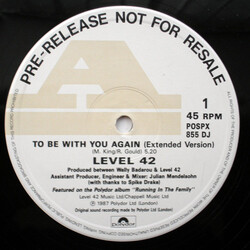 PRE-RELEASE NOT FOR RESALE
A
1
45 RPM
POSPX
855 DJ
TO BE WITH YOU AGAIN (Extended Version)
(M. King/R. Gould) 5.20
LEVEL 42
Produced between Wally Badarou & Level 42
Assistant Producer, Engineer & Mixer: Julian Mendelsohn
(with thanks to Spike Drake)
Featured on the Polydor album "Running In The Family"
Level 42 Music Ltd/Chappell Music Ltd
℗ 1987 Polydor Ltd (London)
Original sound recording made by Polydor Ltd (London)
polydor